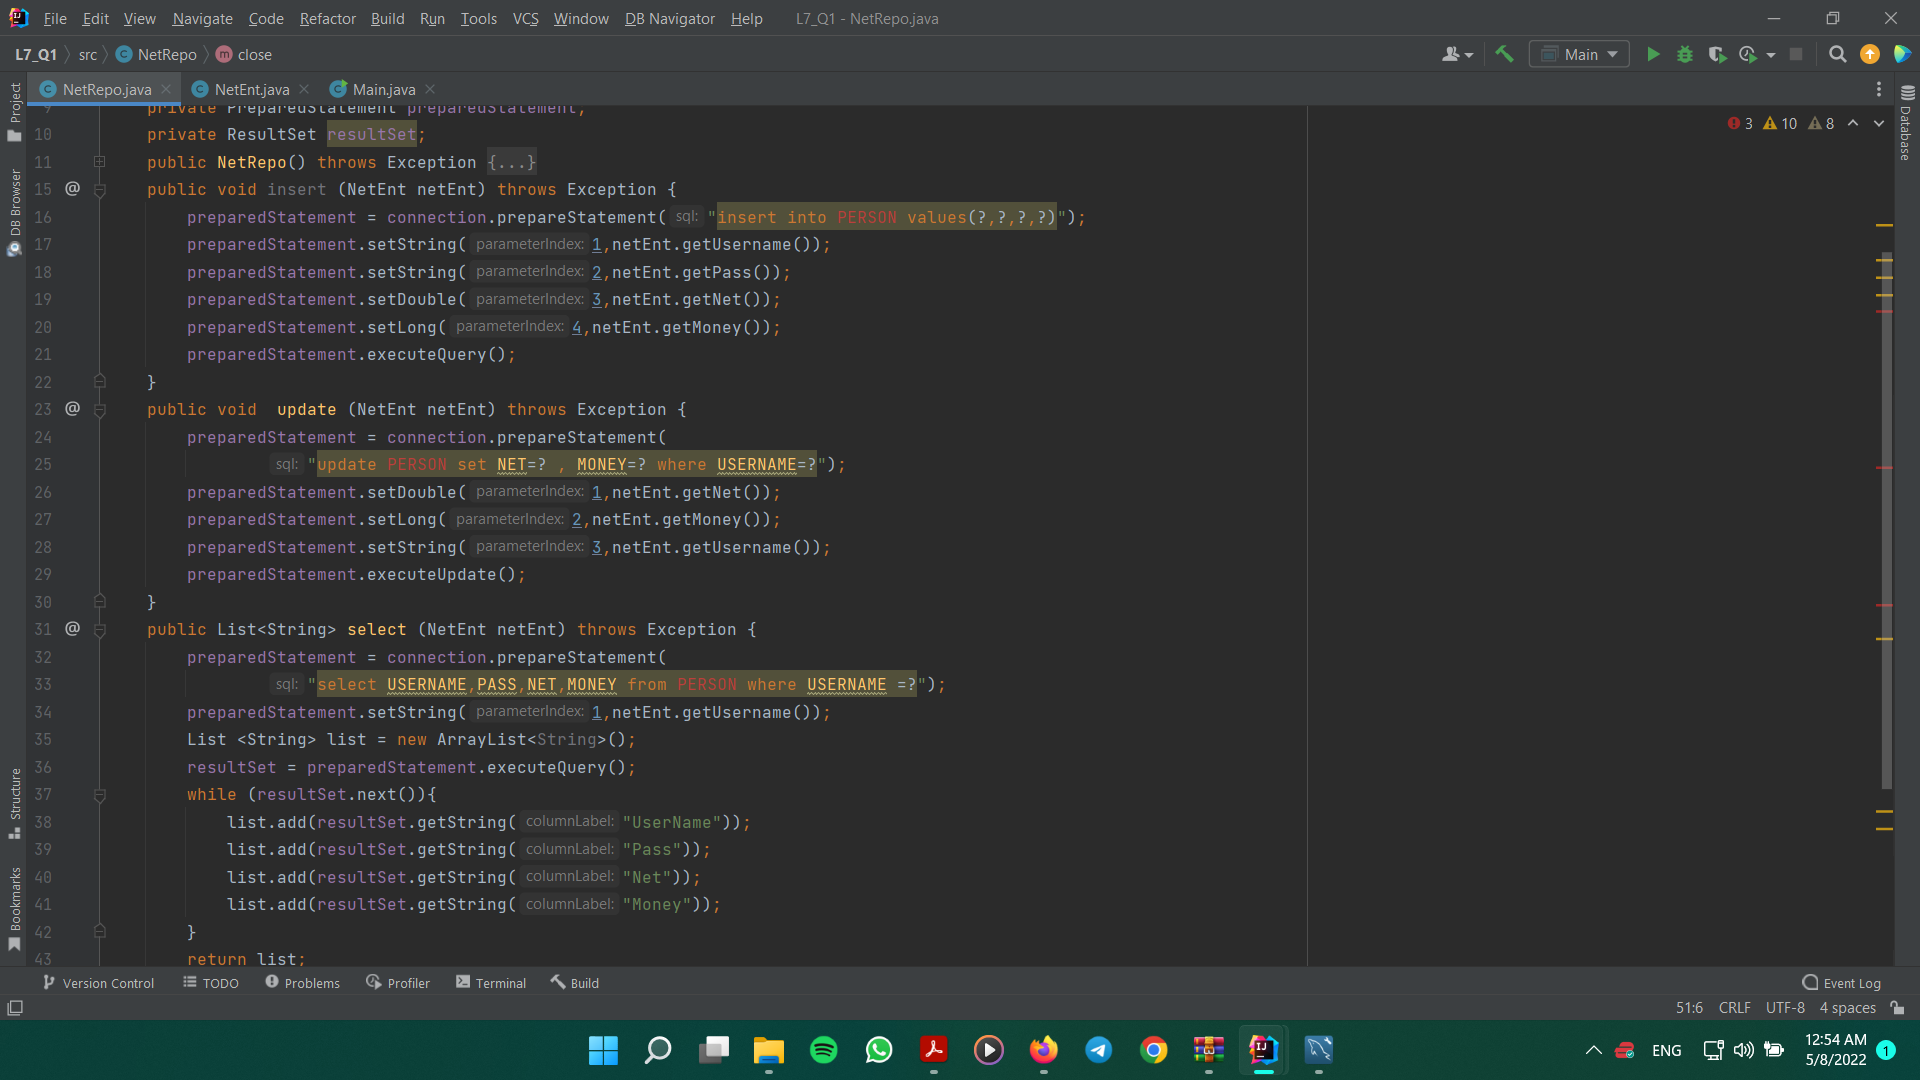 File Edit View Navigate Code Refactor Build Run Tools VCS Window DB Navigator Help L7_Q1 - NetRepo.java
L7_Q1 src NetRepo close Main
NetRepo.java NetEnt.java Main.java
Project
DB Browser
Structure
Bookmarks
Database
3 10 8
9 private PreparedStatement preparedStatement;
10 private ResultSet resultSet;
11 public NetRepo() throws Exception {...}
15 @ public void insert (NetEnt netEnt) throws Exception {
16 preparedStatement = connection.prepareStatement( sql: "insert into PERSON values(?,?,?,?)");
17 preparedStatement.setString( parameterIndex: 1,netEnt.getUsername());
18 preparedStatement.setString( parameterIndex: 2,netEnt.getPass());
19 preparedStatement.setDouble( parameterIndex: 3,netEnt.getNet());
20 preparedStatement.setLong( parameterIndex: 4,netEnt.getMoney());
21 preparedStatement.executeQuery();
22 }
23 @ public void  update (NetEnt netEnt) throws Exception {
24 preparedStatement = connection.prepareStatement(
25 sql: "update PERSON set NET=? , MONEY=? where USERNAME=?");
26 preparedStatement.setDouble( parameterIndex: 1,netEnt.getNet());
27 preparedStatement.setLong( parameterIndex: 2,netEnt.getMoney());
28 preparedStatement.setString( parameterIndex: 3,netEnt.getUsername());
29 preparedStatement.executeUpdate();
30 }
31 @ public List<String> select (NetEnt netEnt) throws Exception {
32 preparedStatement = connection.prepareStatement(
33 sql: "select USERNAME,PASS,NET,MONEY from PERSON where USERNAME =?");
34 preparedStatement.setString( parameterIndex: 1,netEnt.getUsername());
35 List <String> list = new ArrayList<String>();
36 resultSet = preparedStatement.executeQuery();
37 while (resultSet.next()){
38 list.add(resultSet.getString( columnLabel: "UserName"));
39 list.add(resultSet.getString( columnLabel: "Pass"));
40 list.add(resultSet.getString( columnLabel: "Net"));
41 list.add(resultSet.getString( columnLabel: "Money"));
42 }
43 return list;
Version Control TODO Problems Profiler Terminal Build Event Log
51:6 CRLF UTF-8 4 spaces
ENG 12:54 AM
5/8/2022 1